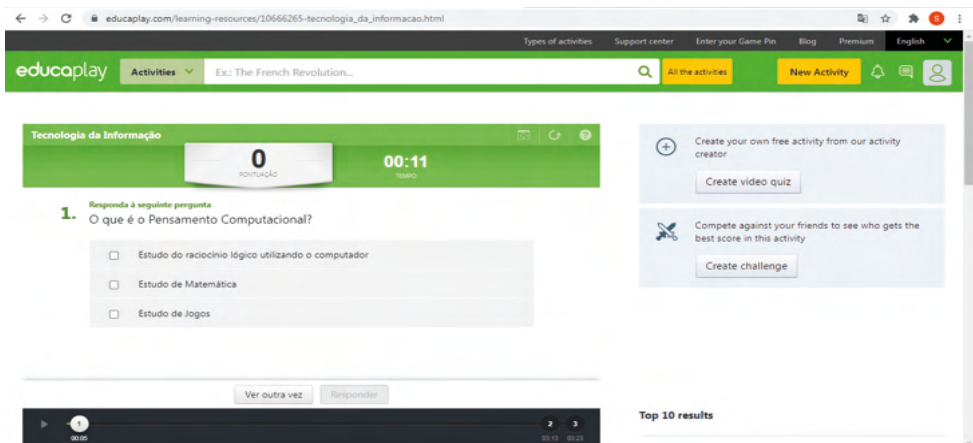 educaplay.com/learning-resources/10666265-tecnologia_da_informacao.html
S
Types of activities Support center Enter your Game Pin Blog Premium English
educaplay Activities Ex.: The French Revolution... All the activities New Activity
Tecnologia da Informação
0
PONTUAÇÃO
00:11
TEMPO
1. Responda à seguinte pergunta
O que é o Pensamento Computacional?
Estudo do raciocínio lógico utilizando o computador
Estudo de Matemática
Estudo de Jogos
Ver outra vez Responder
1 2 3
00:05 03:13 03:23
Create your own free activity from our activity
creator
Create video quiz
Compete against your friends to see who gets the
best score in this activity
Create challenge
Top 10 results